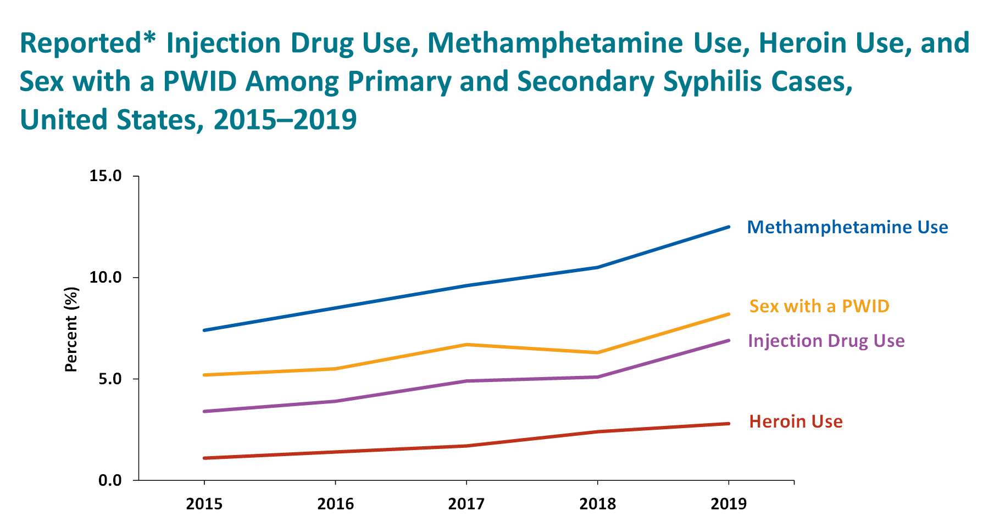 Reported* Injection Drug Use, Methamphetamine Use, Heroin Use, and
Sex with a PWID Among Primary and Secondary Syphilis Cases,
United States, 2015–2019
15.0
10.0
5.0
0.0
Percent (%)
Methamphetamine Use
Sex with a PWID
Injection Drug Use
Heroin Use
2015 2016 2017 2018 2019